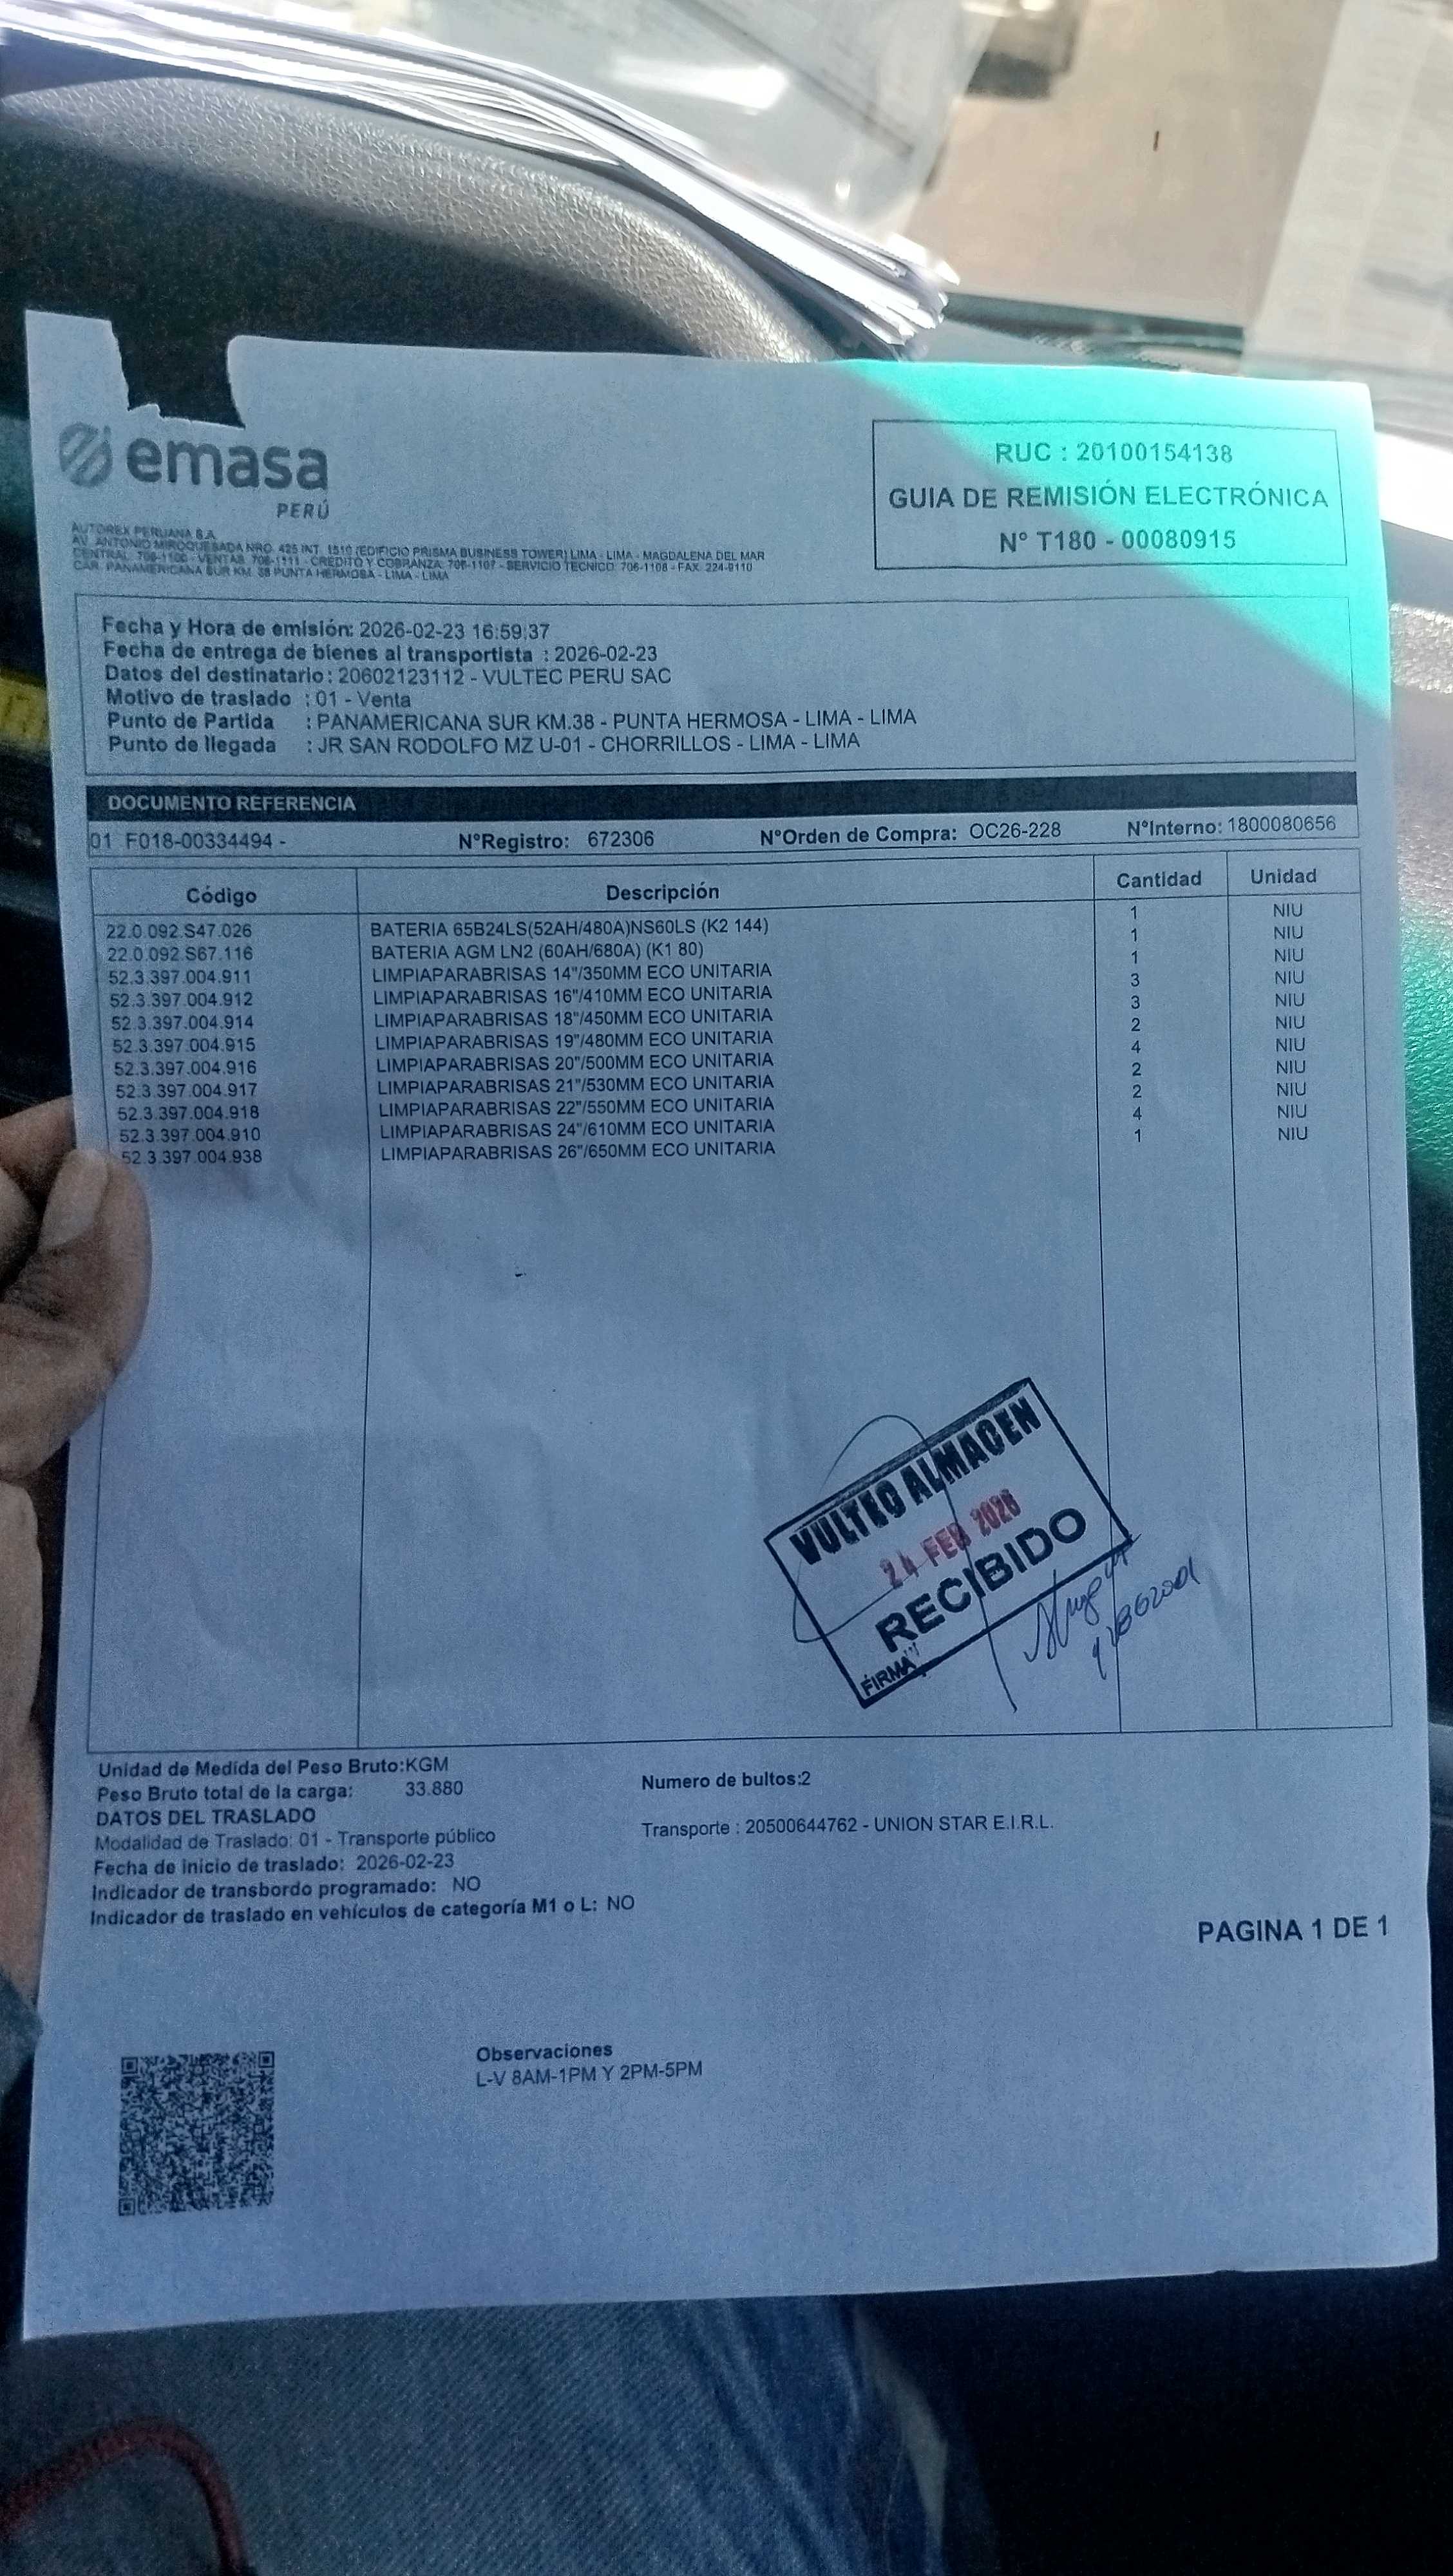 emasa
PERÚ
AUTOREX PERUANA S.A.
AV. ANTONIO MIROQUESADA NRO. 425 INT. 1510 (EDIFICIO PRISMA BUSINESS TOWER) LIMA - LIMA - MAGDALENA DEL MAR
CENTRAL: 706-1100 - VENTAS: 706-1111 - CREDITO Y COBRANZA: 706-1107 - SERVICIO TECNICO: 706-1108 - FAX: 224-9110
CAR. PANAMERICANA SUR KM. 38 PUNTA HERMOSA - LIMA - LIMA
RUC : 20100154138
GUIA DE REMISIÓN ELECTRÓNICA
N° T180 - 00080915
Fecha y Hora de emisión: 2026-02-23 16:59:37
Fecha de entrega de bienes al transportista : 2026-02-23
Datos del destinatario : 20602123112 - VULTEC PERU SAC
Motivo de traslado : 01 - Venta
Punto de Partida : PANAMERICANA SUR KM.38 - PUNTA HERMOSA - LIMA - LIMA
Punto de llegada : JR SAN RODOLFO MZ U-01 - CHORRILLOS - LIMA - LIMA
DOCUMENTO REFERENCIA
01 F018-00334494 - N°Registro: 672306 N°Orden de Compra: OC26-228 N°Interno: 1800080656
Código Descripción Cantidad Unidad
22.0.092.S47.026 BATERIA 65B24LS(52AH/480A)NS60LS (K2 144) 1 NIU
22.0.092.S67.116 BATERIA AGM LN2 (60AH/680A) (K1 80) 1 NIU
52.3.397.004.911 LIMPIAPARABRISAS 14"/350MM ECO UNITARIA 1 NIU
52.3.397.004.912 LIMPIAPARABRISAS 16"/410MM ECO UNITARIA 3 NIU
52.3.397.004.914 LIMPIAPARABRISAS 18"/450MM ECO UNITARIA 3 NIU
52.3.397.004.915 LIMPIAPARABRISAS 19"/480MM ECO UNITARIA 2 NIU
52.3.397.004.916 LIMPIAPARABRISAS 20"/500MM ECO UNITARIA 4 NIU
52.3.397.004.917 LIMPIAPARABRISAS 21"/530MM ECO UNITARIA 2 NIU
52.3.397.004.918 LIMPIAPARABRISAS 22"/550MM ECO UNITARIA 2 NIU
52.3.397.004.910 LIMPIAPARABRISAS 24"/610MM ECO UNITARIA 4 NIU
52.3.397.004.938 LIMPIAPARABRISAS 26"/650MM ECO UNITARIA 1 NIU
VULTEC ALMACEN
24 FEB 2026
RECIBIDO
FIRMA
Unidad de Medida del Peso Bruto:KGM
Peso Bruto total de la carga: 33.880
Numero de bultos:2
DATOS DEL TRASLADO
Modalidad de Traslado: 01 - Transporte público
Transporte : 20500644762 - UNION STAR E.I.R.L.
Fecha de inicio de traslado: 2026-02-23
Indicador de transbordo programado: NO
Indicador de traslado en vehículos de categoría M1 o L: NO
PAGINA 1 DE 1
Observaciones
L-V 8AM-1PM Y 2PM-5PM